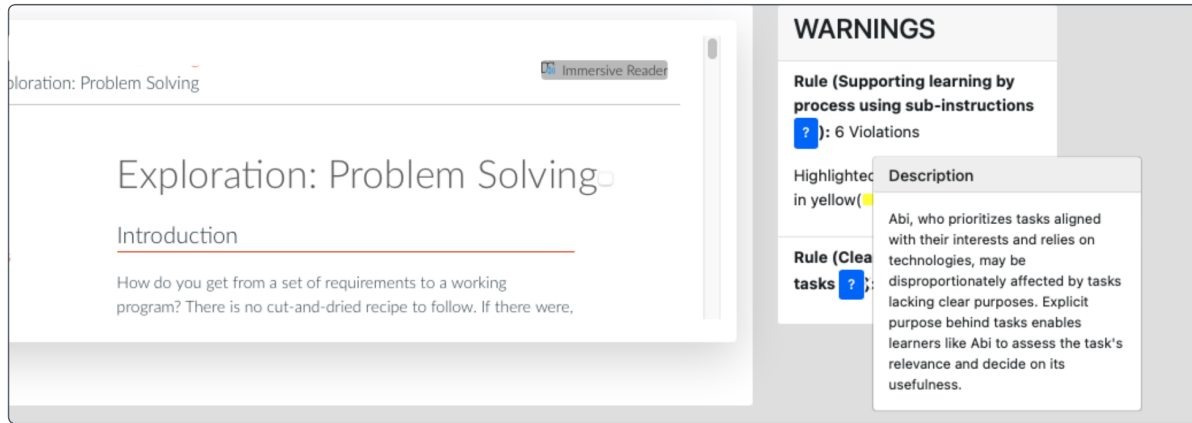 ploration: Problem Solving
Immersive Reader
Exploration: Problem Solving
Introduction
How do you get from a set of requirements to a working
program? There is no cut-and-dried recipe to follow. If there were,
WARNINGS
Rule (Supporting learning by
process using sub-instructions
? ): 6 Violations
Highlighted
in yellow(
Rule (Clea
tasks ? ):
Description
Abi, who prioritizes tasks aligned
with their interests and relies on
technologies, may be
disproportionately affected by tasks
lacking clear purposes. Explicit
purpose behind tasks enables
learners like Abi to assess the task's
relevance and decide on its
usefulness.